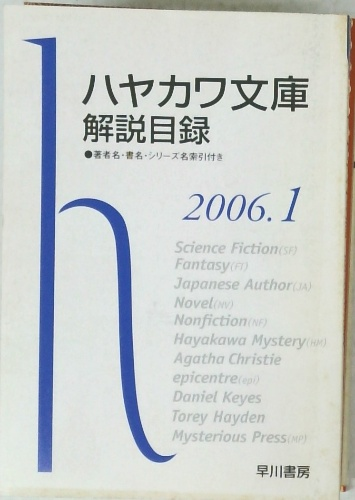 ハヤカワ文庫
解説目録
●著者名・書名・シリーズ名索引付き
2006.1
Science Fiction(SF)
Fantasy(FT)
Japanese Author(JA)
Novel(NV)
Nonfiction(NF)
Hayakawa Mystery(HM)
Agatha Christie
epicentre(epi)
Daniel Keyes
Torey Hayden
Mysterious Press(MP)
h
早川書房